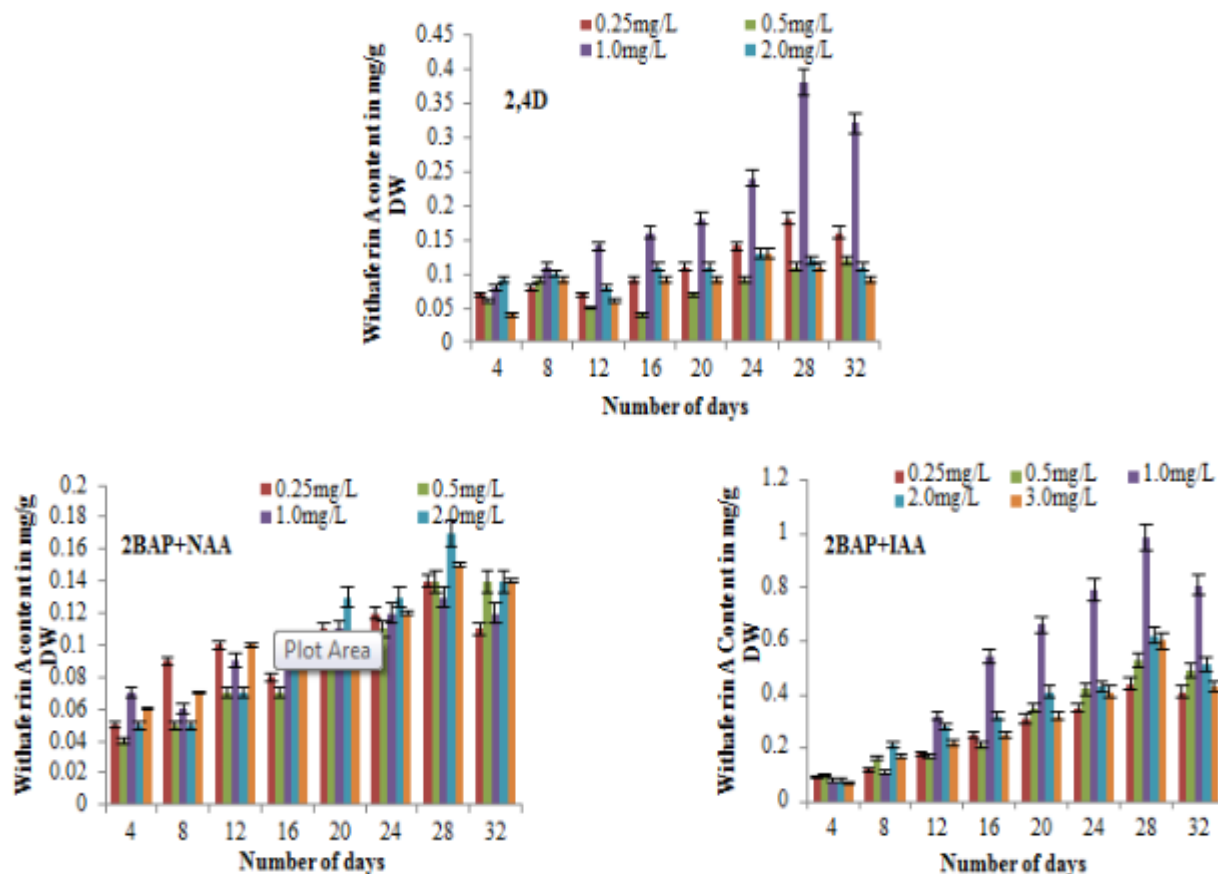 0.25mg/L 0.5mg/L
1.0mg/L 2.0mg/L
2,4D
Withaferin A content in mg/g
DW
0.45
0.4
0.35
0.3
0.25
0.2
0.15
0.1
0.05
0
4 8 12 16 20 24 28 32
Number of days
0.25mg/L 0.5mg/L
1.0mg/L 2.0mg/L
2BAP+NAA
Plot Area
Withaferin A content in mg/g
DW
0.2
0.18
0.16
0.14
0.12
0.1
0.08
0.06
0.04
0.02
0
4 8 12 16 20 24 28 32
Number of days
0.25mg/L 0.5mg/L 1.0mg/L
2.0mg/L 3.0mg/L
2BAP+IAA
Withaferin A Content in mg/g
DW
1.2
1
0.8
0.6
0.4
0.2
0
4 8 12 16 20 24 28 32
Number of days